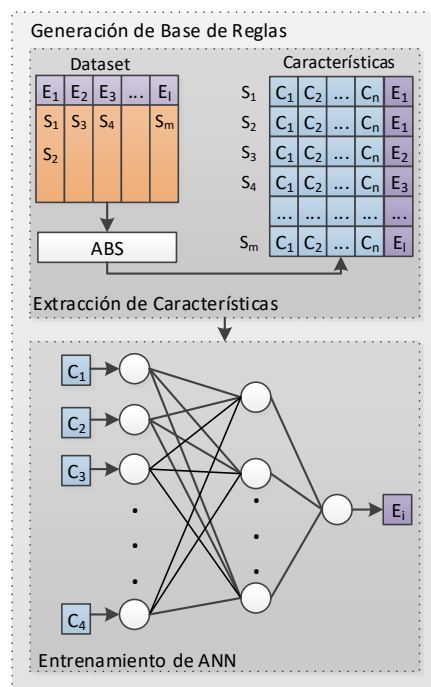 Generación de Base de Reglas
Dataset
E1 E2 E3 ... El
S1 S3 S4 Sm
S2
ABS
Características
S1 C1 C2 ... Cn E1
S2 C1 C2 ... Cn E1
S3 C1 C2 ... Cn E2
S4 C1 C2 ... Cn E3
... ... ... ... ...
Sm C1 C2 ... Cn El
Extracción de Características
C1
C2
C3
Ei
C4
Entrenamiento de ANN